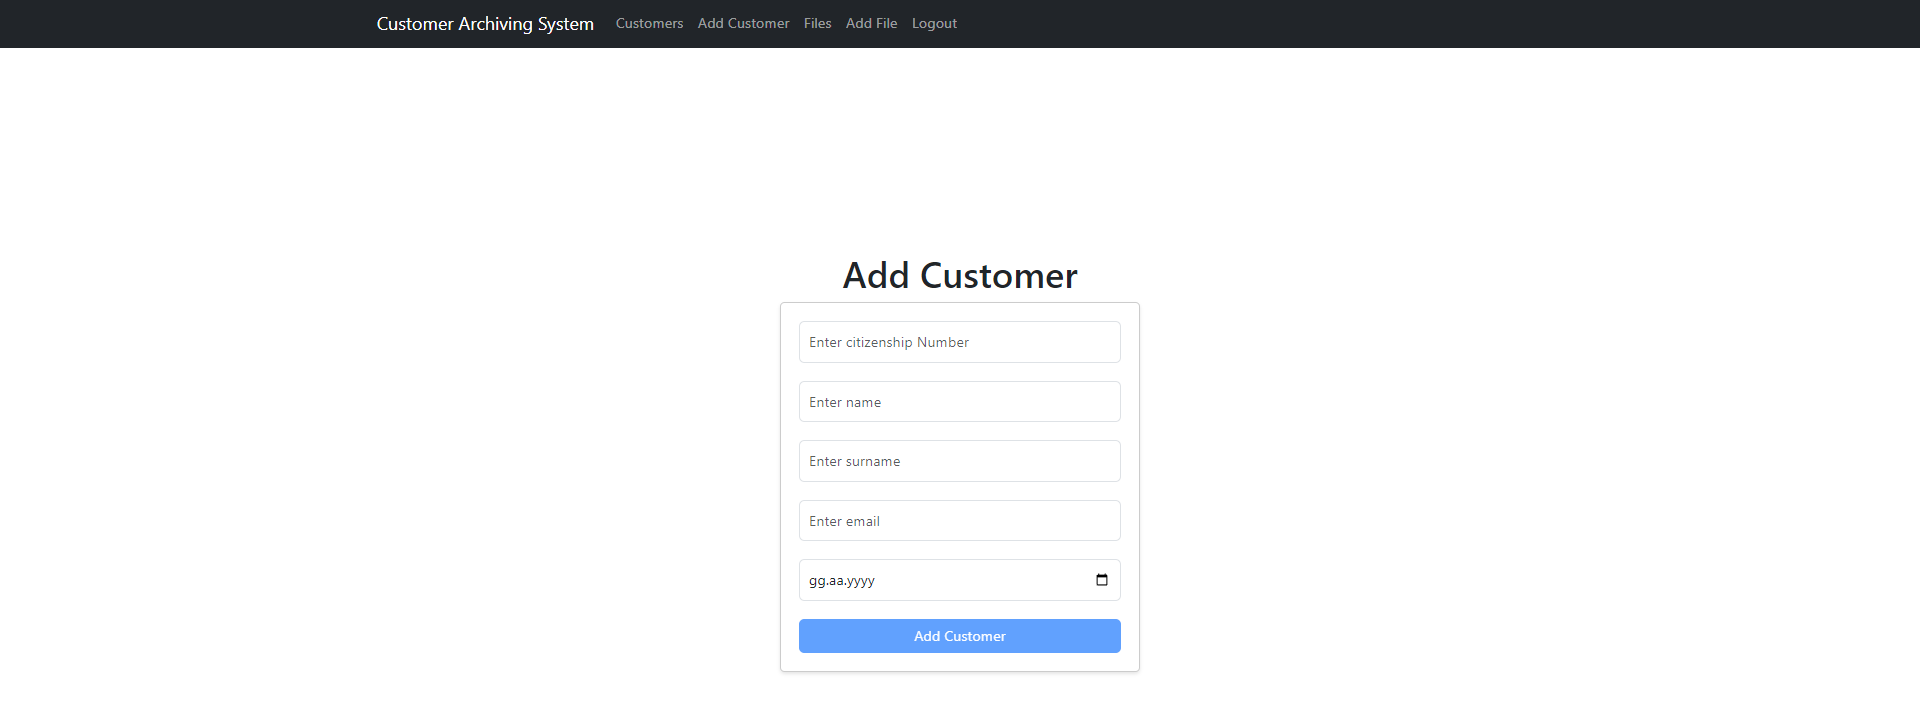 Customer Archiving System Customers Add Customer Files Add File Logout
Add Customer
Enter citizenship Number
Enter name
Enter surname
Enter email
gg.aa.yyyy
Add Customer